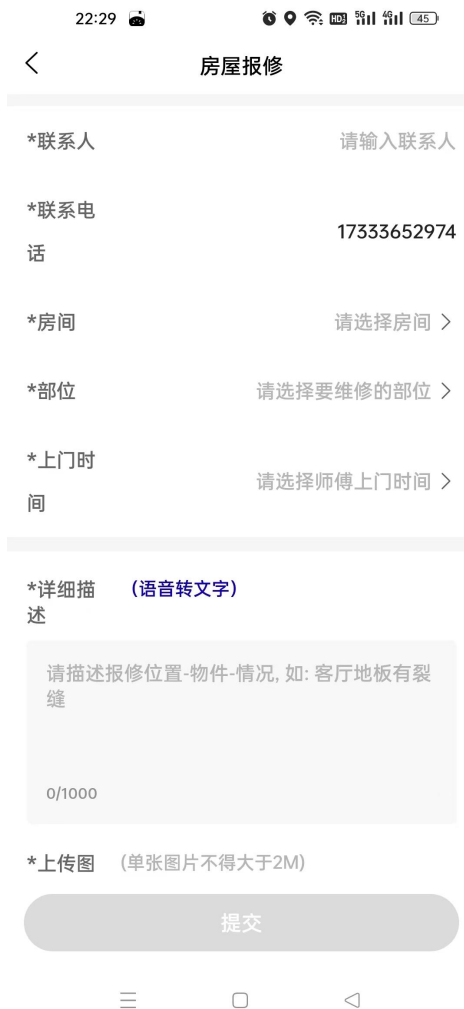 22:29
HD 5G 4G 45
房屋报修
*联系人 请输入联系人
*联系电
话
17333652974
*房间 请选择房间
*部位 请选择要维修的部位
*上门时
间
请选择师傅上门时间
*详细描 （语音转文字）
述
请描述报修位置-物件-情况, 如: 客厅地板有裂
缝
0/1000
*上传图 (单张图片不得大于2M)
提交